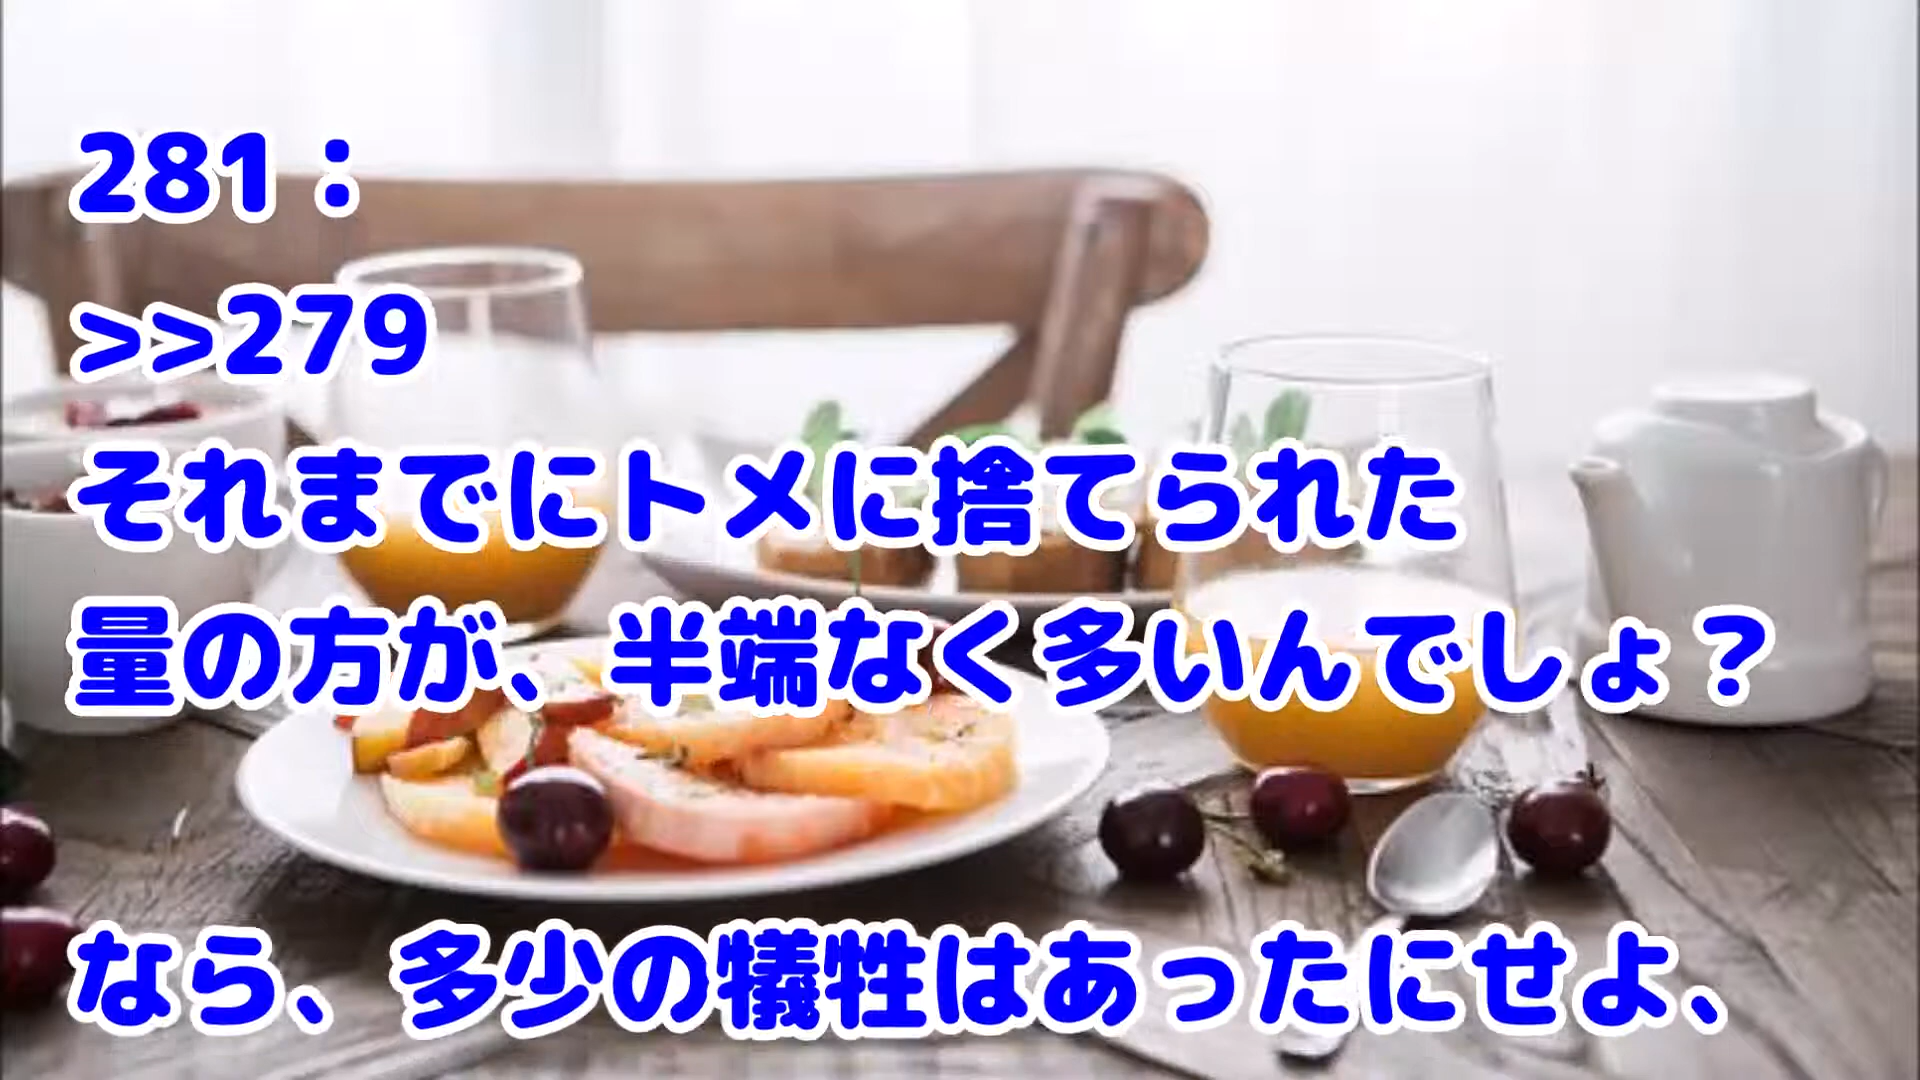 281：
>>279
それまでにトメに捨てられた
量の方が、半端なく多いんでしょ？
なら、多少の犠牲はあったにせよ、